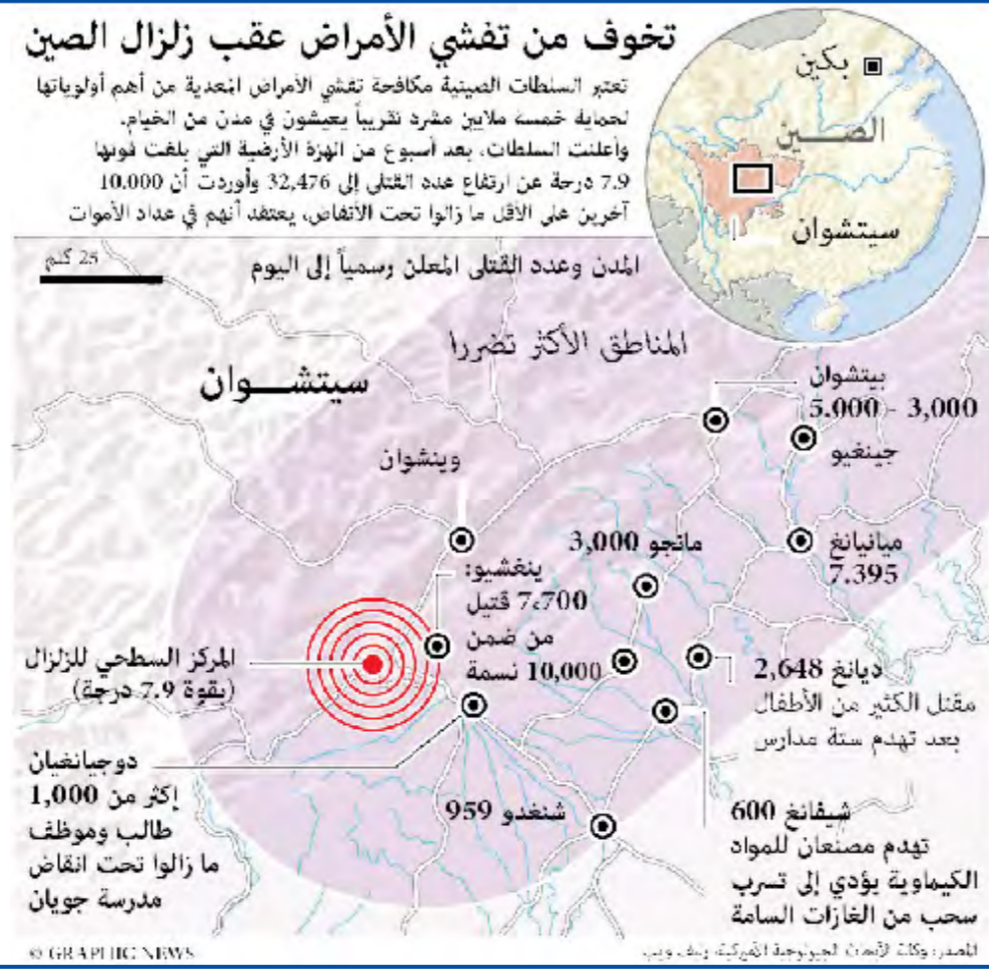 تخوف من تفشي الأمراض عقب زلزال الصين
تعتبر السلطات الصينية مكافحة تفشي الأمراض المعدية من أهم أولوياتها
لحماية خمسة ملايين مشرد تقريباً يعيشون في مدن من الخيام.
وأعلنت السلطات، بعد أسبوع من الهزة الأرضية التي بلغت قوتها
7.9 درجة عن ارتفاع عدد القتلى إلى 32,476 وأوردت أن 10.000
آخرين على الأقل ما زالوا تحت الأنقاض، يعتقد أنهم في عداد الأموات
بكين
الصين
سيتشوان
المدن وعدد القتلى المعلن رسمياً إلى اليوم
25 كلم
المناطق الأكثر تضررا
سيتشوان
بيتشوان
3,000 - 5.000
جينغيو
وينشوان
ميانيانغ
7.395
مانجو 3,000
ينغشيو:
7،700 قتيل
من ضمن
10,000 نسمة
المركز السطحي للزلزال
(بقوة 7.9 درجة)
ديانغ 2,648
مقتل الكثير من الأطفال
بعد تهدم ستة مدارس
دوجيانغيان
إكثر من 1,000
طالب وموظف
ما زالوا تحت انقاض
مدرسة جويان
شنغدو 959
شيفانغ 600
تهدم مصنعان للمواد
الكيماوية يؤدي إلى تسرب
سحب من الغازات السامة
© GRAPHIC NEWS
المصدر: وكالة الأبحاث الجيولوجية الأميركية،